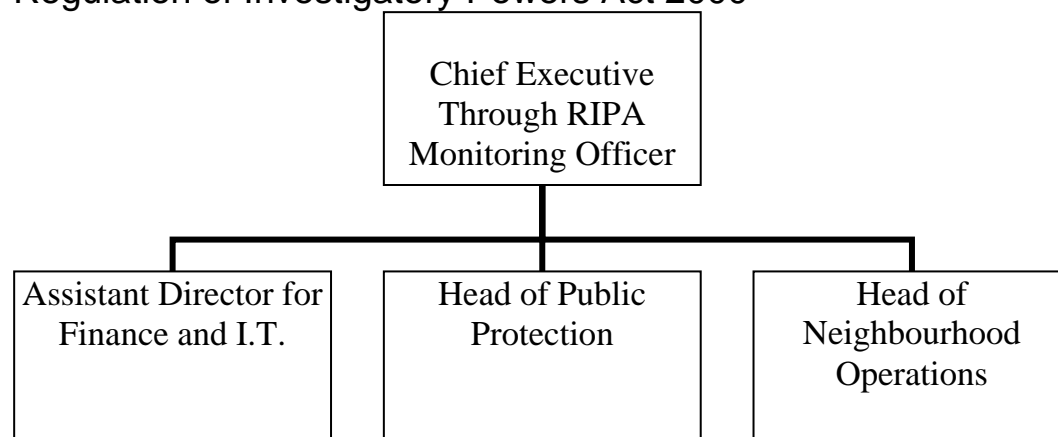 Regulation of Investigatory Powers Act 2000
Chief Executive
Through RIPA
Monitoring Officer
Assistant Director for
Finance and I.T.
Head of Public
Protection
Head of
Neighbourhood
Operations